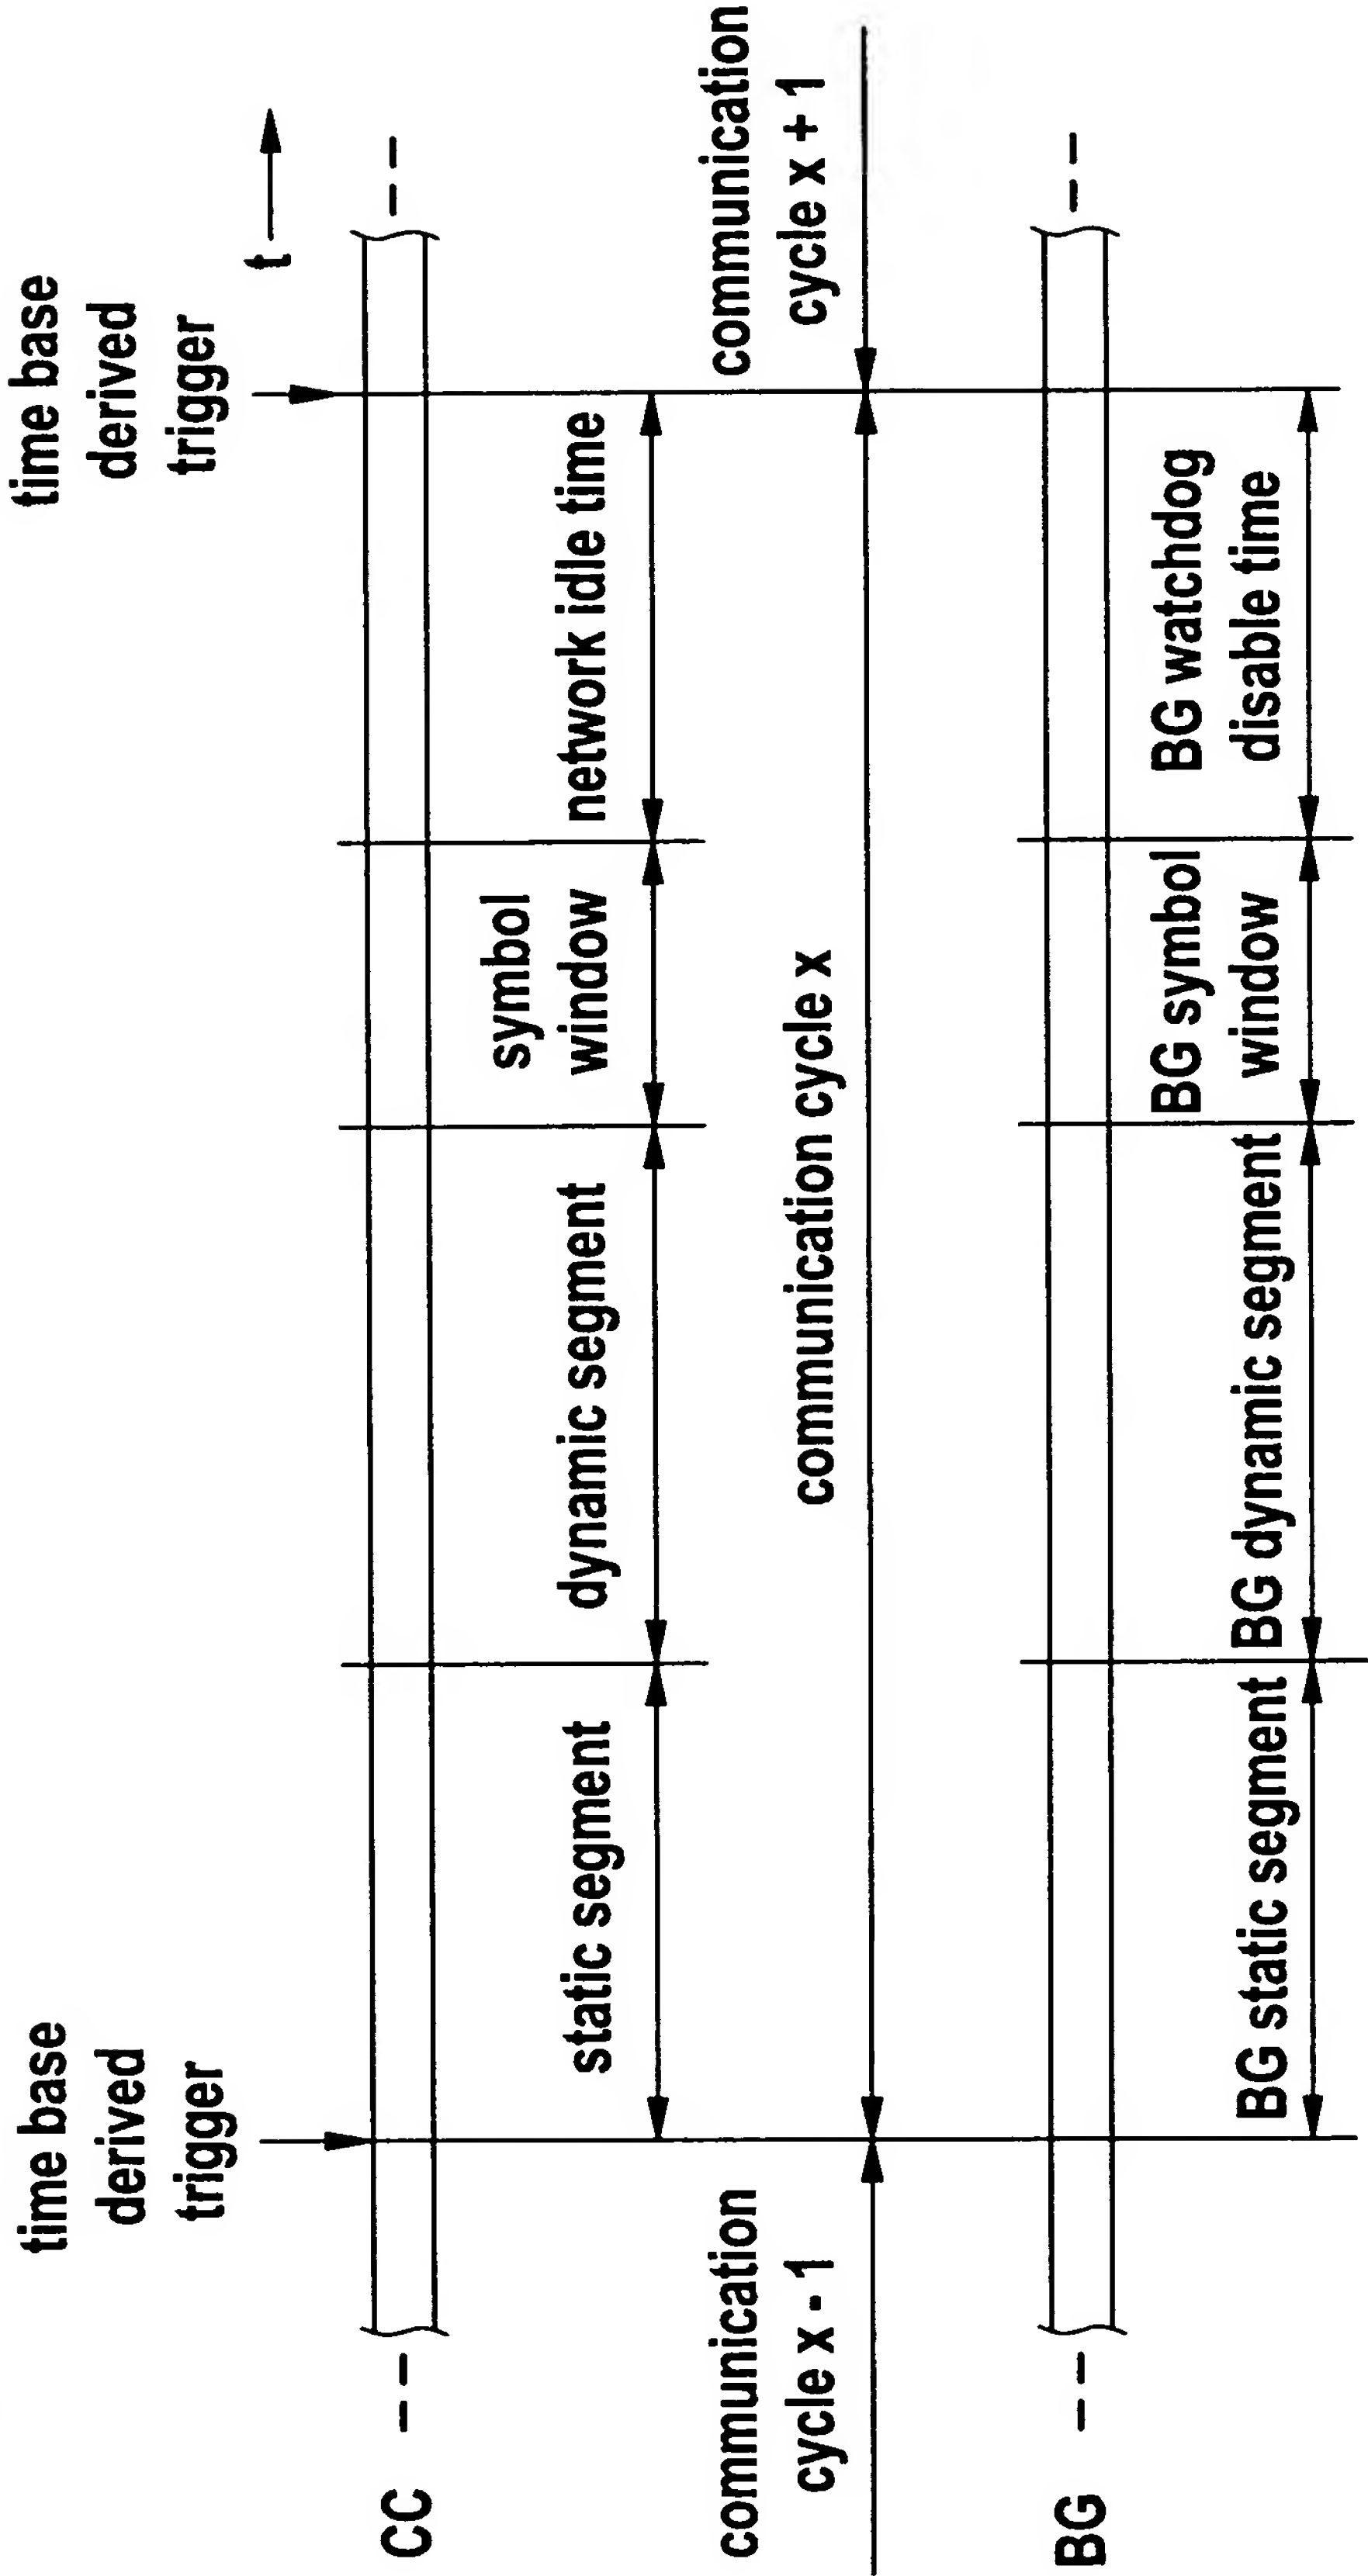 time base
derived
trigger
time base
derived
trigger
t
CC
static segment
dynamic segment
symbol
window
network idle time
communication
cycle x - 1
communication cycle x
communication
cycle x + 1
BG
BG static segment
BG dynamic segment
BG symbol
window
BG watchdog
disable time